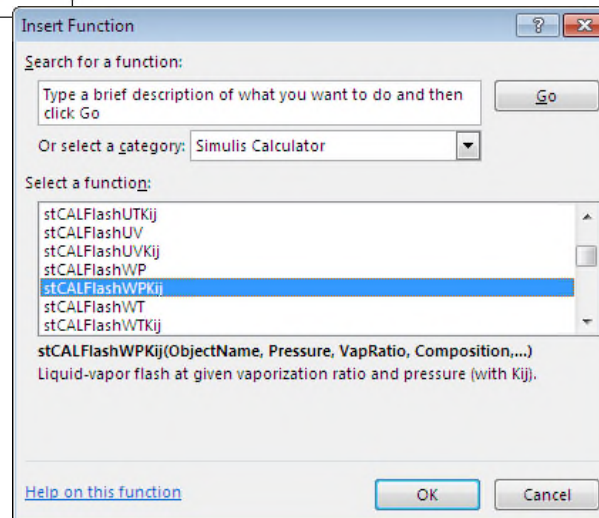 Insert Function
?
Search for a function:
Type a brief description of what you want to do and then
click Go
Go
Or select a category: Simulis Calculator
Select a function:
stCALFlashUTKij
stCALFlashUV
stCALFlashUVKij
stCALFlashWP
stCALFlashWPKij
stCALFlashWT
stCALFlashWTKij
stCALFlashWPKij(ObjectName, Pressure, VapRatio, Composition,...)
Liquid-vapor flash at given vaporization ratio and pressure (with Kij).
Help on this function
OK
Cancel